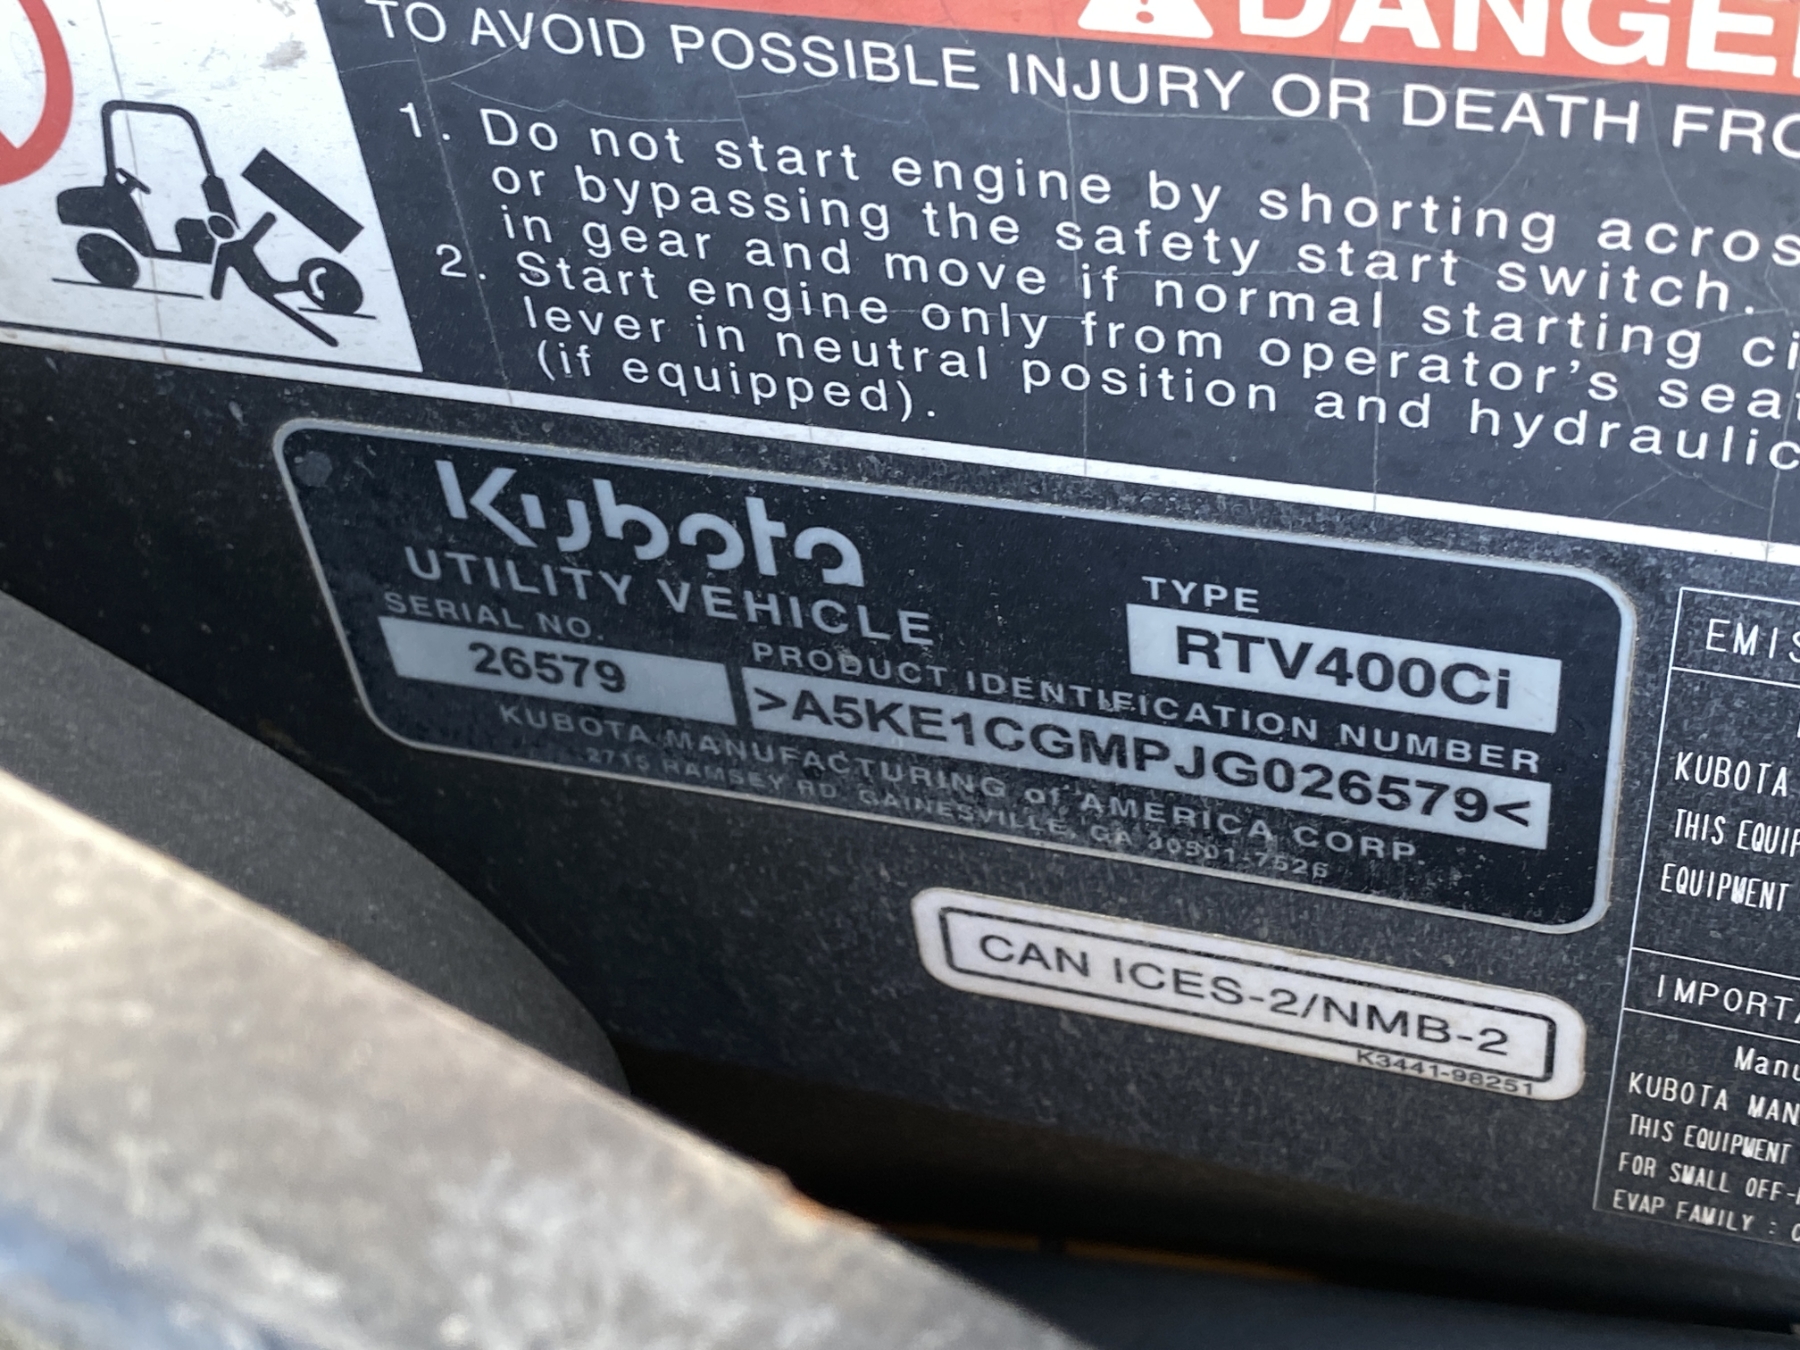 DANGE
TO AVOID POSSIBLE INJURY OR DEATH FRO
1. Do not start engine by shorting acros
or bypassing the safety start switch.
in gear and move if normal starting ci
2. Start engine only from operator's sea
lever in neutral position and hydraulic
(if equipped).
Kubota
UTILITY VEHICLE
TYPE
RTV400Ci
SERIAL NO.
26579
PRODUCT IDENTIFICATION NUMBER
>A5KE1CGMPJG026579<
KUBOTA MANUFACTURING of AMERICA CORP.
2715 RAMSEY RD. GAINESVILLE, GA 30501-7526
CAN ICES-2/NMB-2
K3441-98251
EMIS
KUBOTA
THIS EQUIP
EQUIPMENT
IMPORTA
Manu
KUBOTA MAN
THIS EQUIPMENT
FOR SMALL OFF-
EVAP FAMILY :